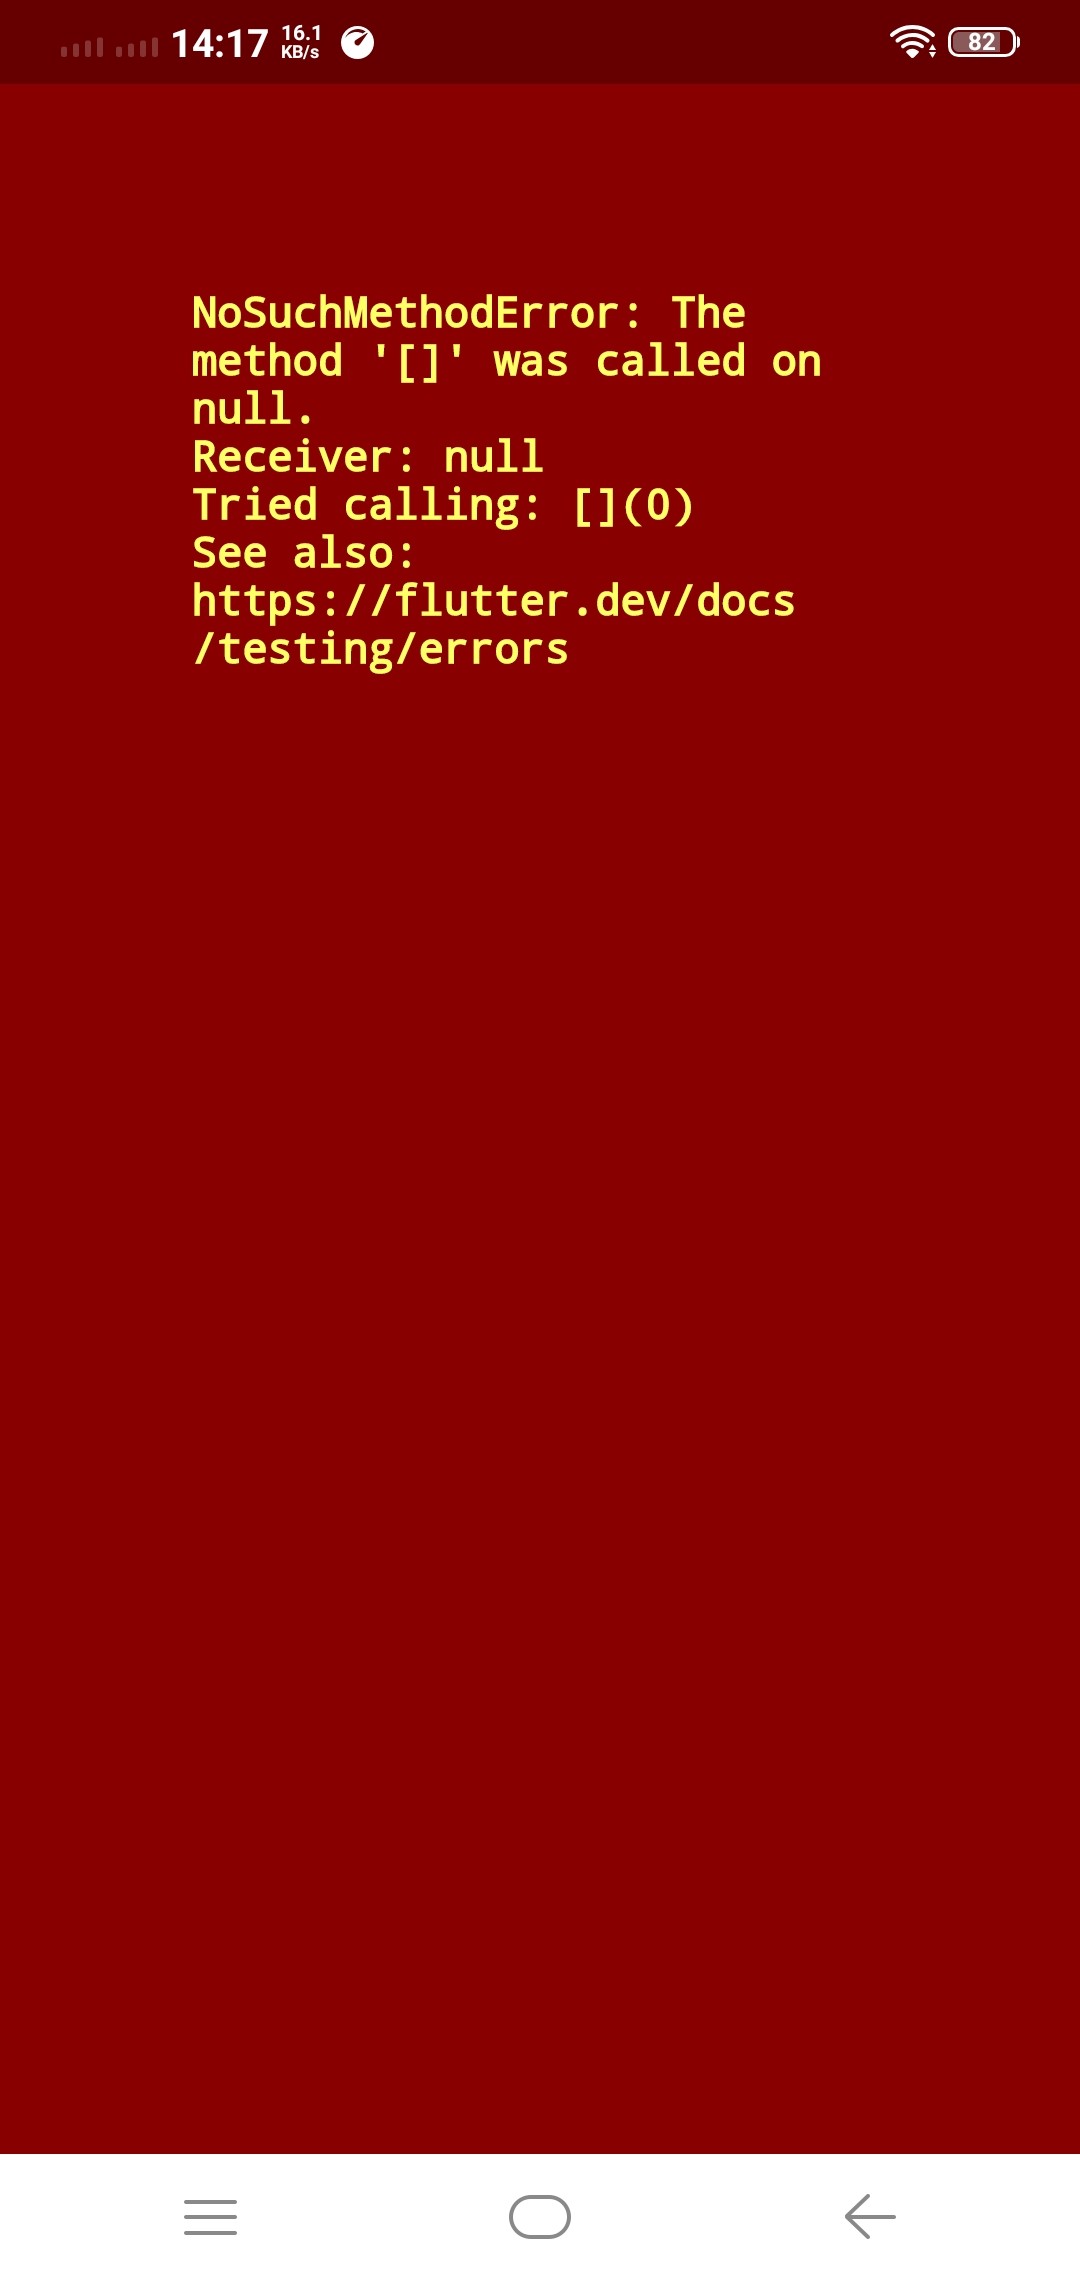 14:17 16.1 KB/s 82
NoSuchMethodError: The
method '[]' was called on
null.
Receiver: null
Tried calling: [](0)
See also:
https://flutter.dev/docs
/testing/errors